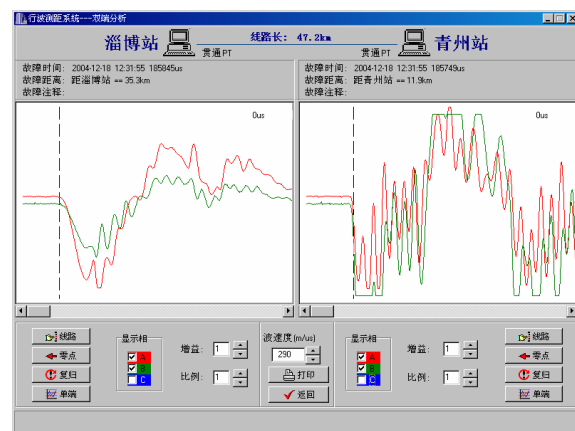 行波测距系统---双端分析
淄博站 贯通PT 线路长: 47.2km 贯通PT 青州站
故障时间: 2004-12-18 12:31:55 185845us
故障距离: 距淄博站 == 35.3km
故障注释:
故障时间: 2004-12-18 12:31:55 185749us
故障距离: 距青州站 == 11.9km
故障注释:
0us
0us
线路
零点
复归
单端
显示相
A
B
C
增益: 1
比例: 1
波速度(m/us)
290
打印
返回
显示相
A
B
C
增益: 1
比例: 1
线路
零点
复归
单端